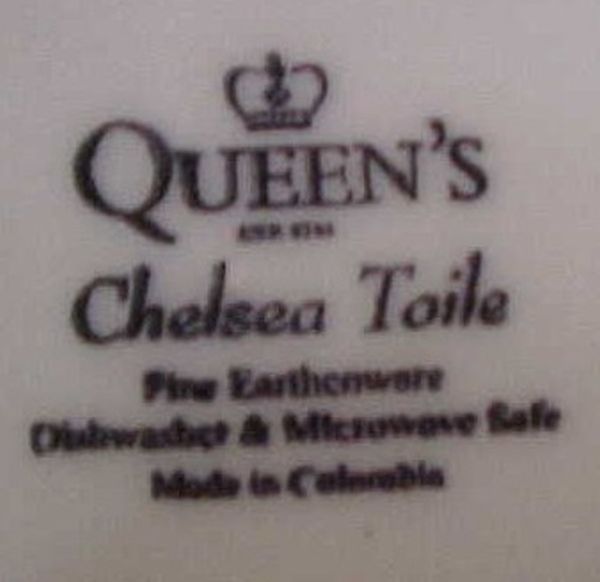 QUEEN'S
Chelsea Toile
Fine Earthenware
Dishwasher & Microwave Safe
Made in Colombia